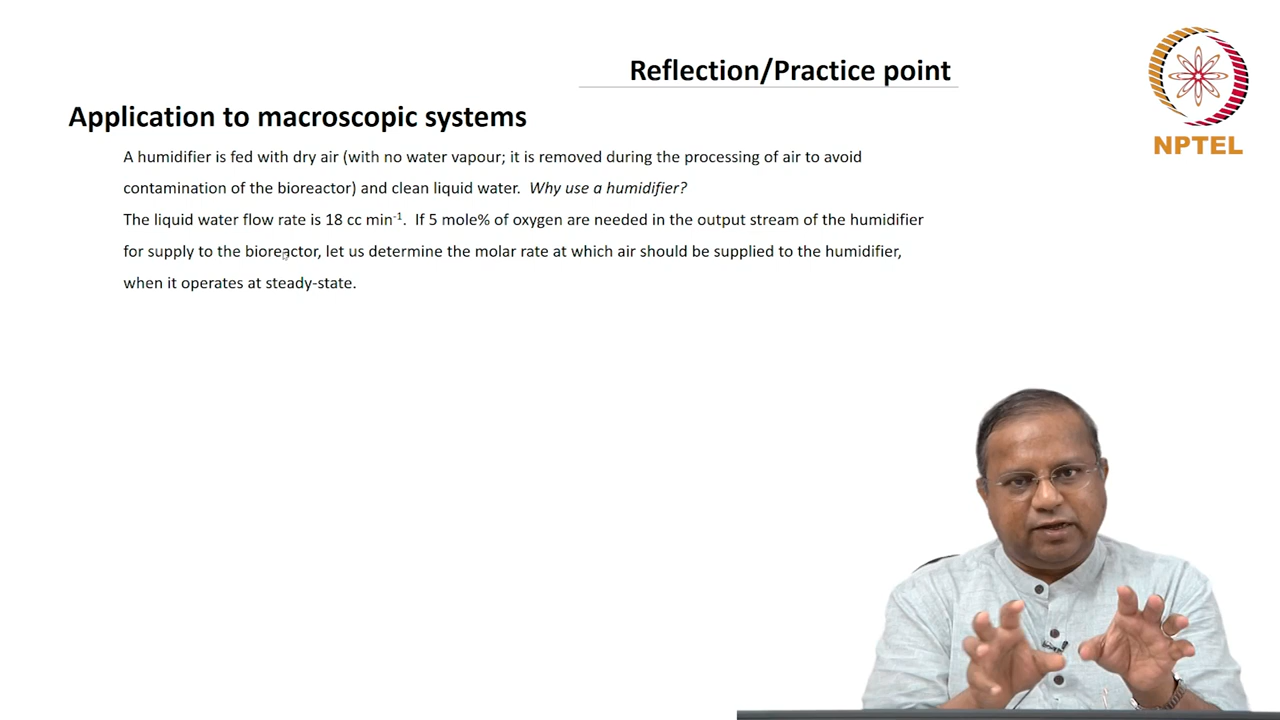 Reflection/Practice point
NPTEL
Application to macroscopic systems
A humidifier is fed with dry air (with no water vapour; it is removed during the processing of air to avoid
contamination of the bioreactor) and clean liquid water. Why use a humidifier?
The liquid water flow rate is 18 cc min⁻¹. If 5 mole% of oxygen are needed in the output stream of the humidifier
for supply to the bioreactor, let us determine the molar rate at which air should be supplied to the humidifier,
when it operates at steady-state.